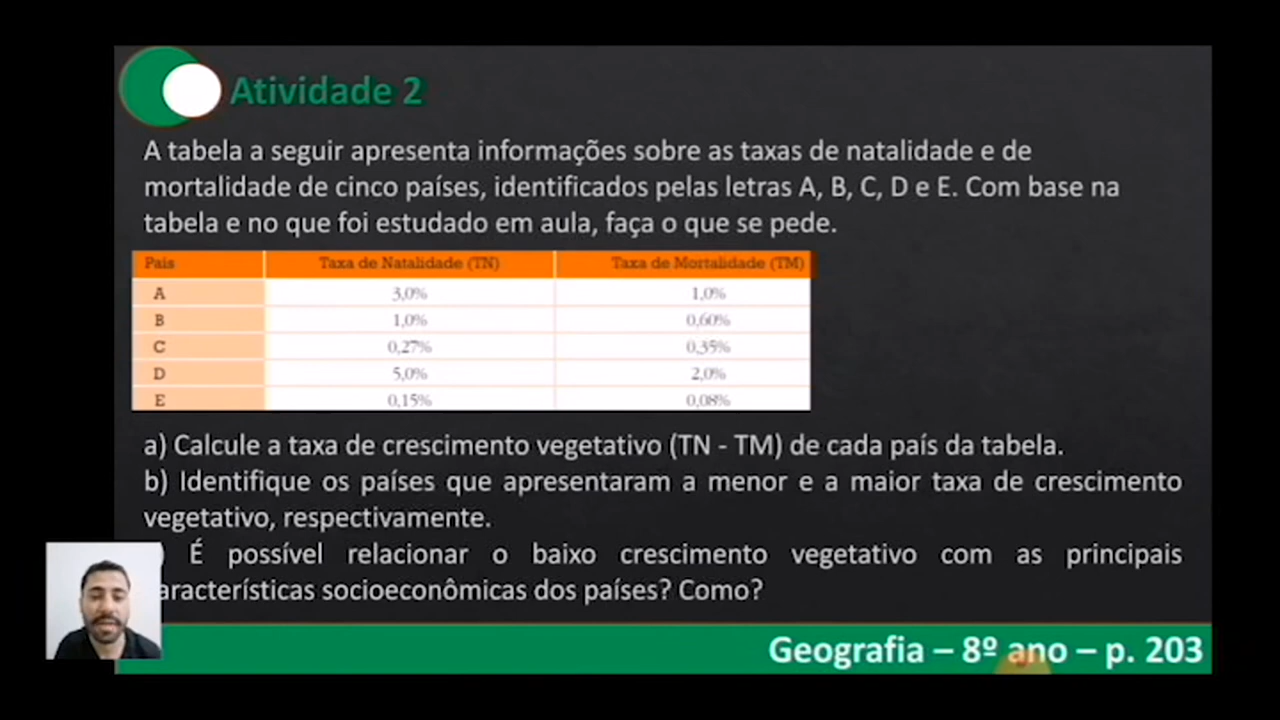 Atividade 2
A tabela a seguir apresenta informações sobre as taxas de natalidade e de
mortalidade de cinco países, identificados pelas letras A, B, C, D e E. Com base na
tabela e no que foi estudado em aula, faça o que se pede.
País Taxa de Natalidade (TN) Taxa de Mortalidade (TM)
A 3,0% 1,0%
B 1,0% 0,60%
C 0,27% 0,35%
D 5,0% 2,0%
E 0,15% 0,08%
a) Calcule a taxa de crescimento vegetativo (TN - TM) de cada país da tabela.
b) Identifique os países que apresentaram a menor e a maior taxa de crescimento
vegetativo, respectivamente.
) É possível relacionar o baixo crescimento vegetativo com as principais
aracterísticas socioeconômicas dos países? Como?
Geografia – 8º ano – p. 203